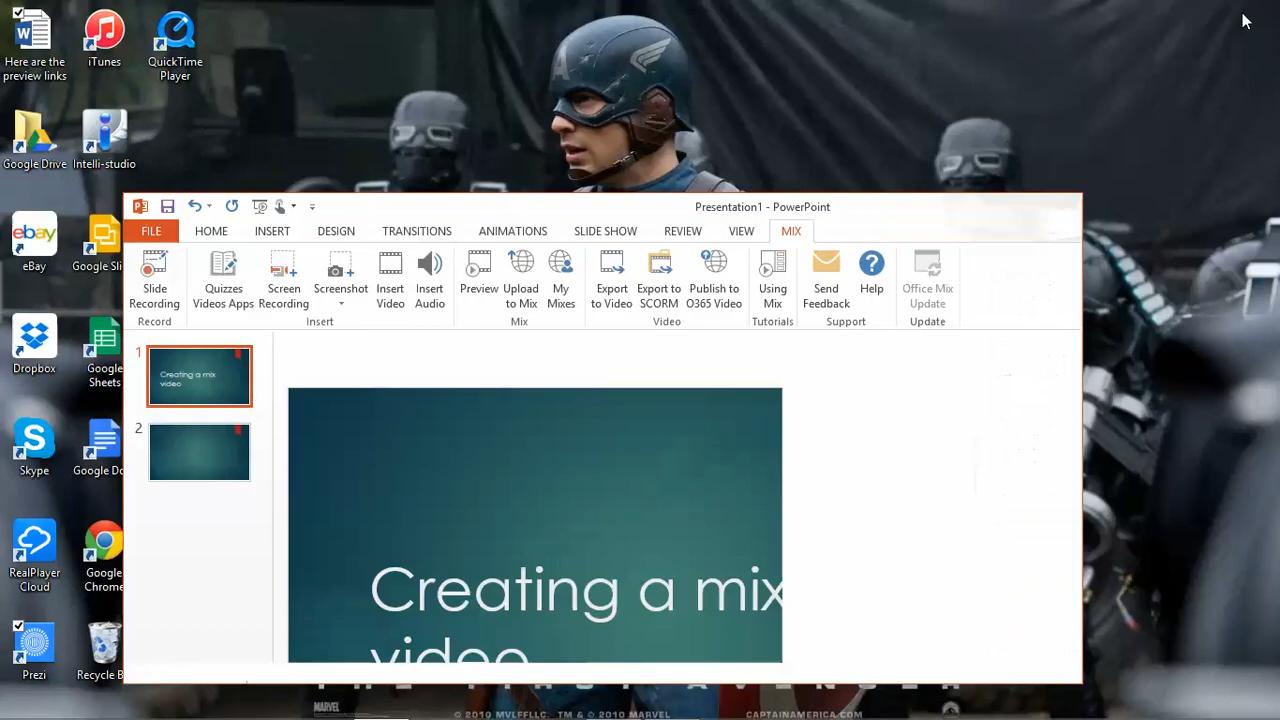 Here are the
preview links
iTunes
QuickTime
Player
Google Drive
Intelli-studio
eBay
Google Sli
Dropbox
Google
Sheets
Skype
Google Do
RealPlayer
Cloud
Google
Chrome
Prezi
Recycle B
Presentation1 - PowerPoint
FILE HOME INSERT DESIGN TRANSITIONS ANIMATIONS SLIDE SHOW REVIEW VIEW MIX
Slide
Recording
Quizzes
Videos Apps
Screen
Recording
Screenshot
Insert
Video
Insert
Audio
Preview
Upload
to Mix
My
Mixes
Export
to Video
Export to
SCORM
Publish to
O365 Video
Using
Mix
Send
Feedback
Help
Office Mix
Update
Record Insert Mix Video Tutorials Support Update
1
Creating a mix
video
2
Creating a mix
video
THE FIRST AVENGER
MARVEL
© 2010 MVLFFLLC. TM & © 2010 MARVEL
CAPTAINAMERICA.COM